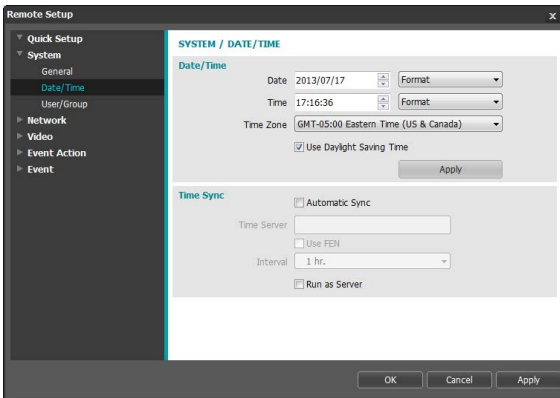 Remote Setup x
Quick Setup
System
General
Date/Time
User/Group
Network
Video
Event Action
Event
SYSTEM / DATE/TIME
Date/Time
Date 2013/07/17 Format
Time 17:16:36 Format
Time Zone GMT-05:00 Eastern Time (US & Canada)
Use Daylight Saving Time
Apply
Time Sync
Automatic Sync
Time Server
Use FEN
Interval 1 hr.
Run as Server
OK Cancel Apply